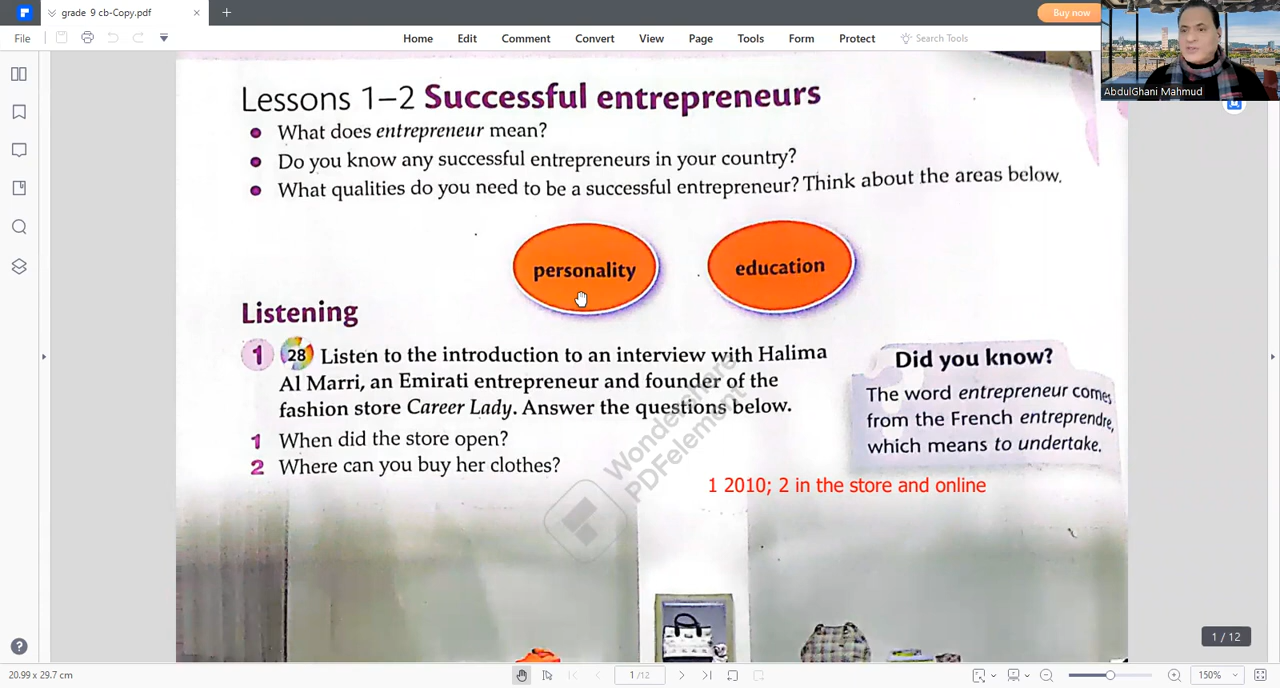 grade 9 cb-Copy.pdf
Buy now
File
Home Edit Comment Convert View Page Tools Form Protect Search Tools
AbdulGhani Mahmud
Lessons 1–2 Successful entrepreneurs
What does entrepreneur mean?
Do you know any successful entrepreneurs in your country?
What qualities do you need to be a successful entrepreneur? Think about the areas below.
personality
education
Listening
1 28 Listen to the introduction to an interview with Halima
Al Marri, an Emirati entrepreneur and founder of the
fashion store Career Lady. Answer the questions below.
1 When did the store open?
2 Where can you buy her clothes?
Did you know?
The word entrepreneur comes
from the French entreprendre,
which means to undertake.
1 2010; 2 in the store and online
Wondershare
PDFelement
1 / 12
20.99 x 29.7 cm
1 /12
150%